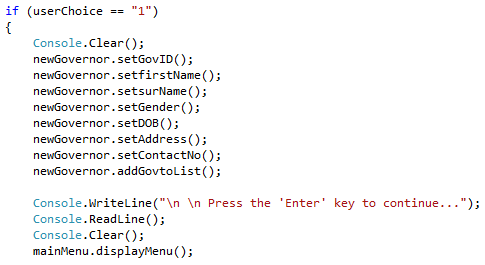 if (userChoice == "1")
{
    Console.Clear();
    newGovernor.setGovID();
    newGovernor.setfirstName();
    newGovernor.setsurName();
    newGovernor.setGender();
    newGovernor.setDOB();
    newGovernor.setAddress();
    newGovernor.setContactNo();
    newGovernor.addGovtoList();

    Console.WriteLine("\n \n Press the 'Enter' key to continue...");
    Console.ReadLine();
    Console.Clear();
    mainMenu.displayMenu();